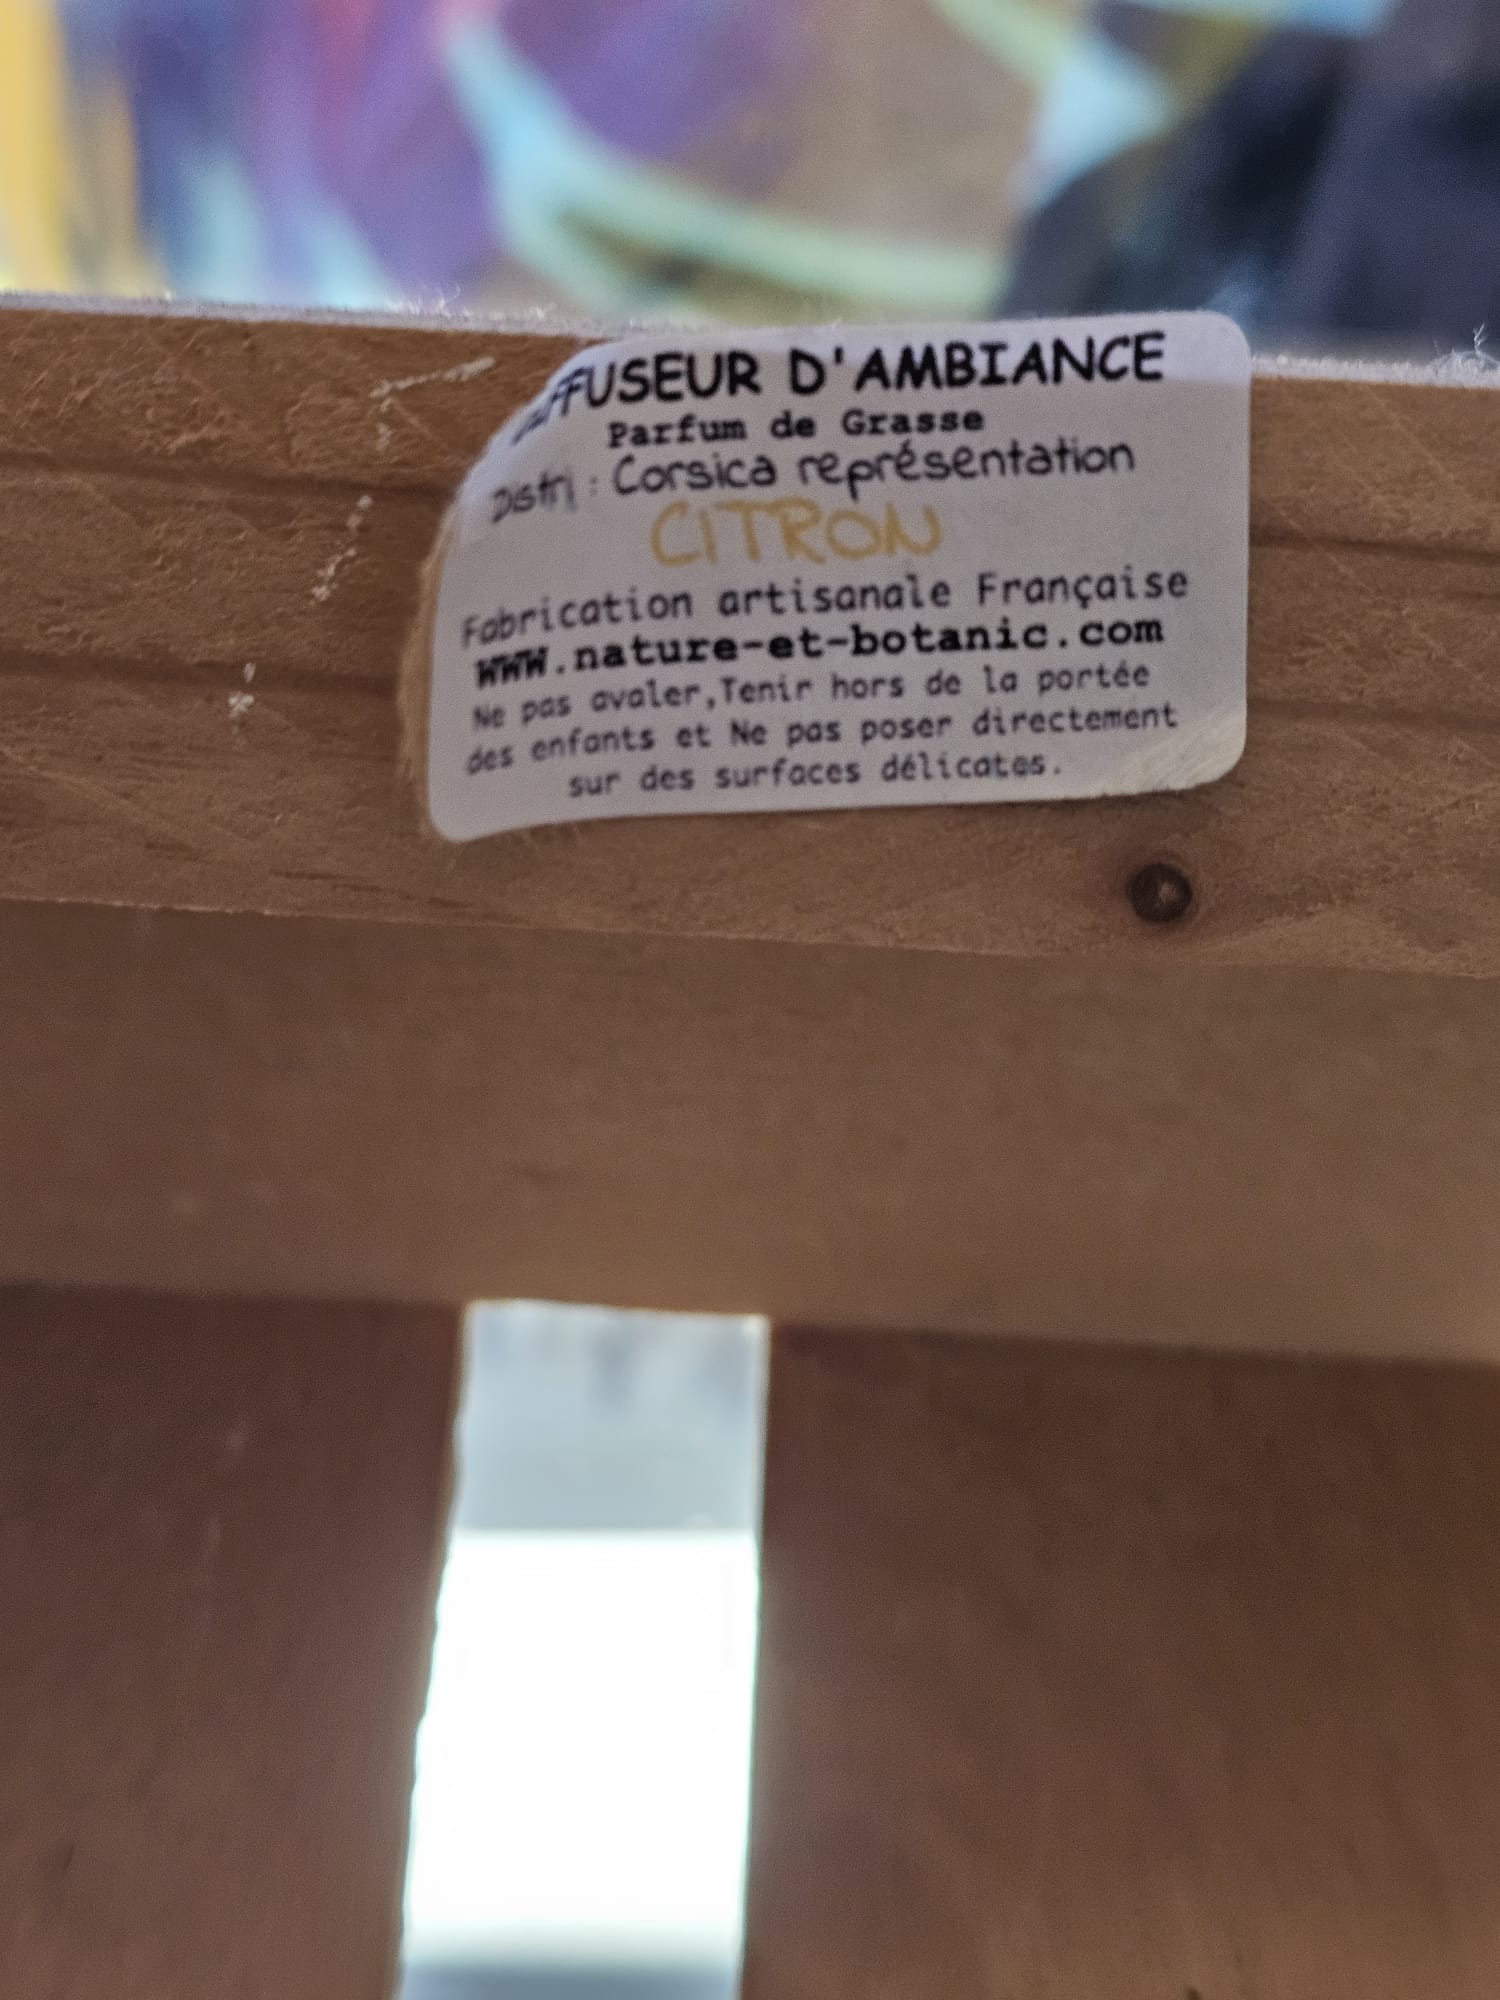 DIFFUSEUR D'AMBIANCE
Parfum de Grasse
Distri : Corsica représentation
CITRON
Fabrication artisanale Française
WWW.nature-et-botanic.com
Ne pas avaler,Tenir hors de la portée
des enfants et Ne pas poser directement
sur des surfaces délicates.